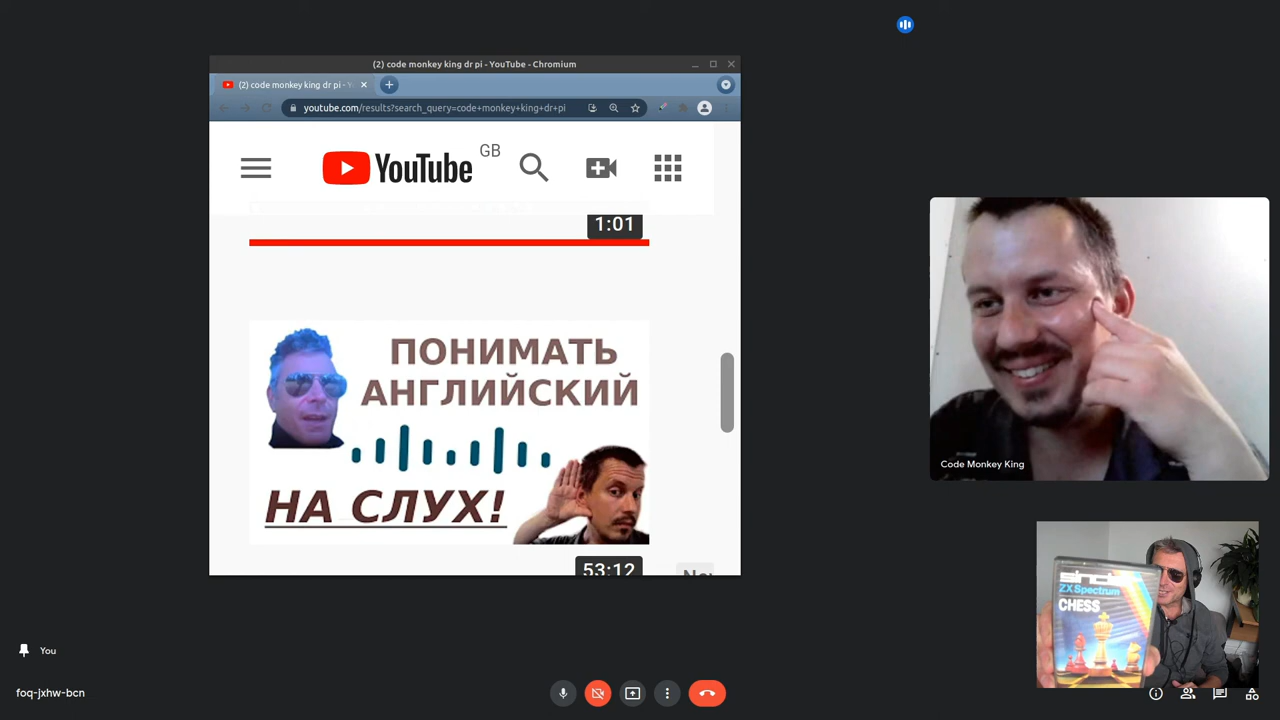 (2) code monkey king dr pi - YouTube - Chromium
(2) code monkey king dr pi - Y
youtube.com/results?search_query=code+monkey+king+dr+pi
YouTube GB
1:01
ПОНИМАТЬ
АНГЛИЙСКИЙ
НА СЛУХ!
53:12
Code Monkey King
ZX Spectrum
CHESS
You
foq-jxhw-bcn